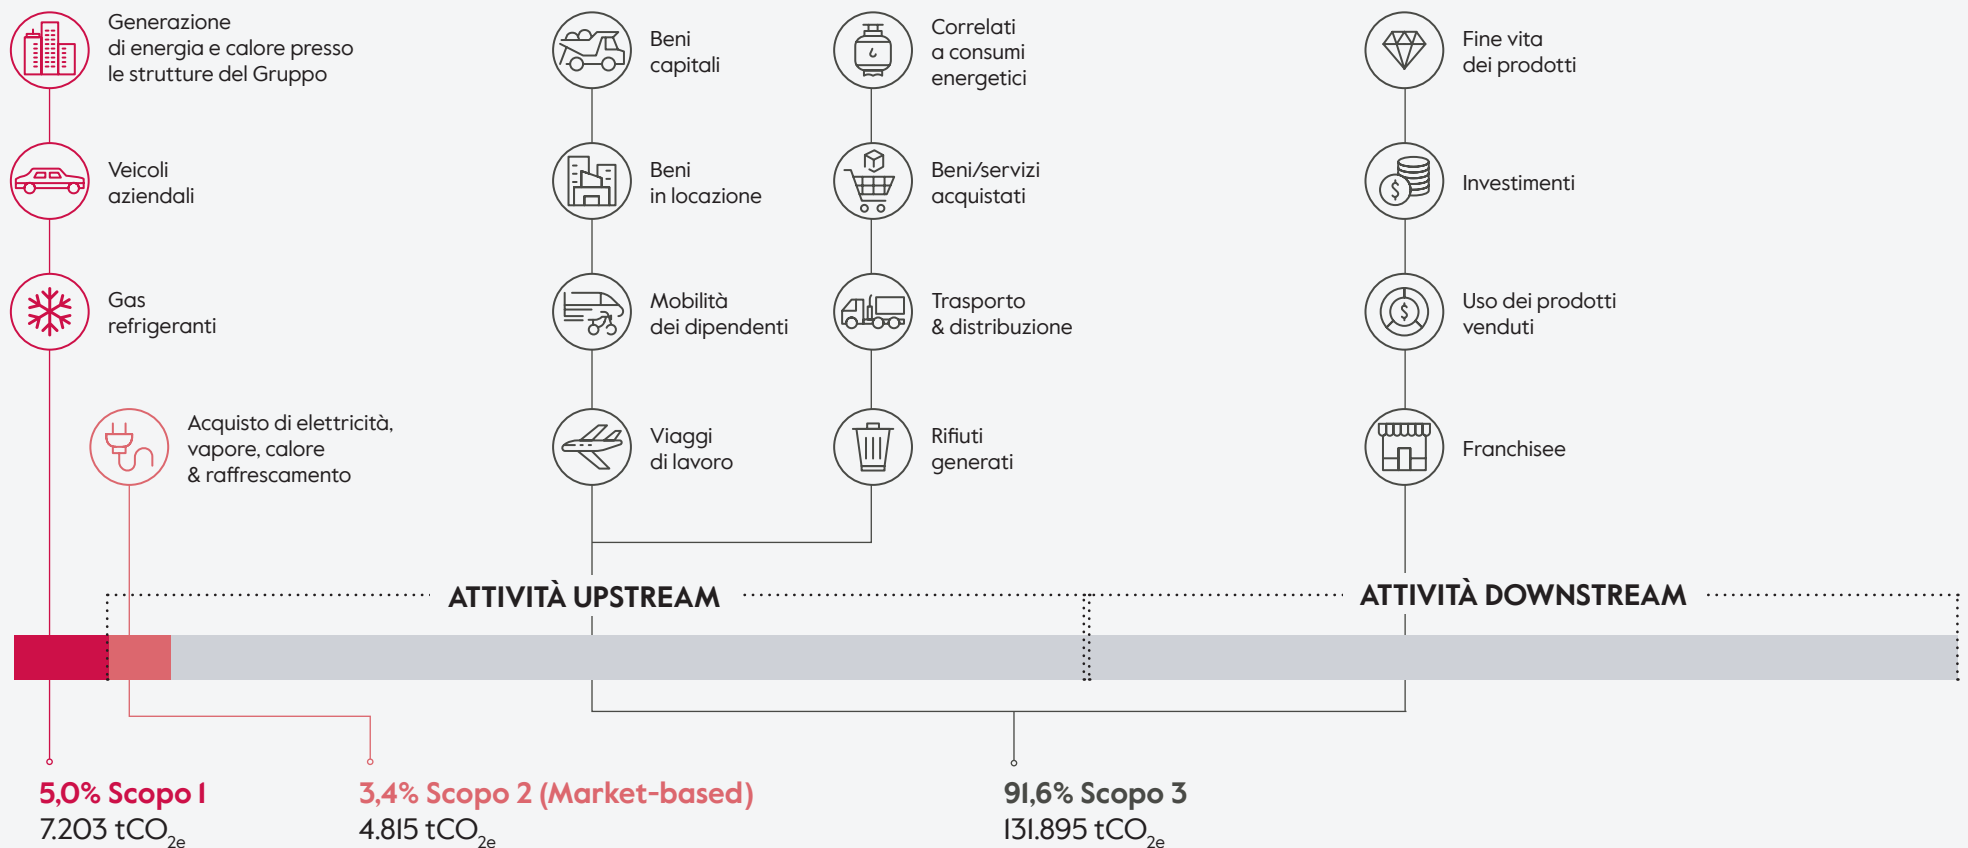 Generazione
di energia e calore presso
le strutture del Gruppo
Veicoli
aziendali
Gas
refrigeranti
Acquisto di elettricità,
vapore, calore
& raffrescamento
Beni
capitali
Beni
in locazione
Mobilità
dei dipendenti
Viaggi
di lavoro
Correlati
a consumi
energetici
Beni/servizi
acquistati
Trasporto
& distribuzione
Rifiuti
generati
Fine vita
dei prodotti
$
Investimenti
$
Uso dei prodotti
venduti
Franchisee
ATTIVITÀ UPSTREAM
ATTIVITÀ DOWNSTREAM
5,0% Scopo 1
7.203 tCO2e
3,4% Scopo 2 (Market-based)
4.815 tCO2e
91,6% Scopo 3
131.895 tCO2e